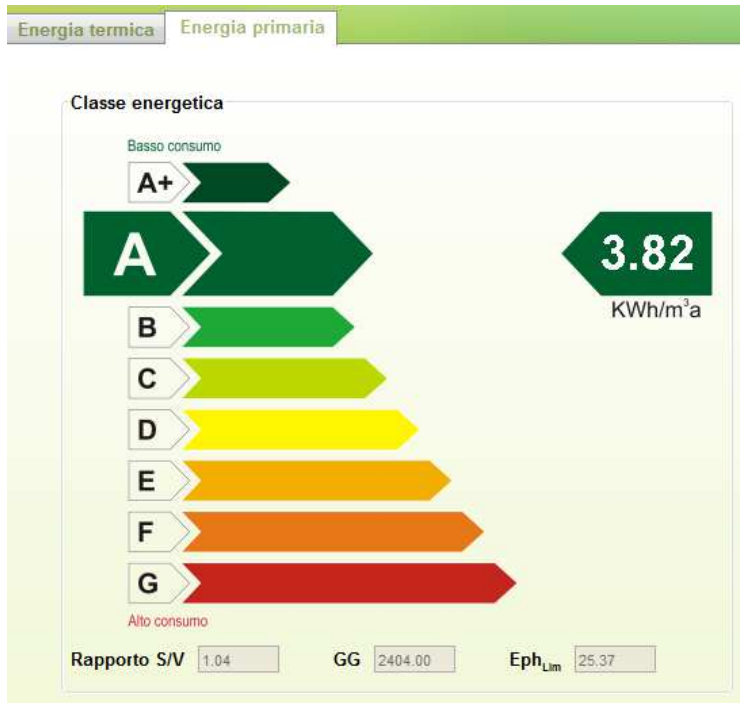 Energia termica Energia primaria
Classe energetica
Basso consumo
A+
A 3.82
KWh/m³a
B
C
D
E
F
G
Alto consumo
Rapporto S/V 1.04 GG 2404.00 EphLim 25.37